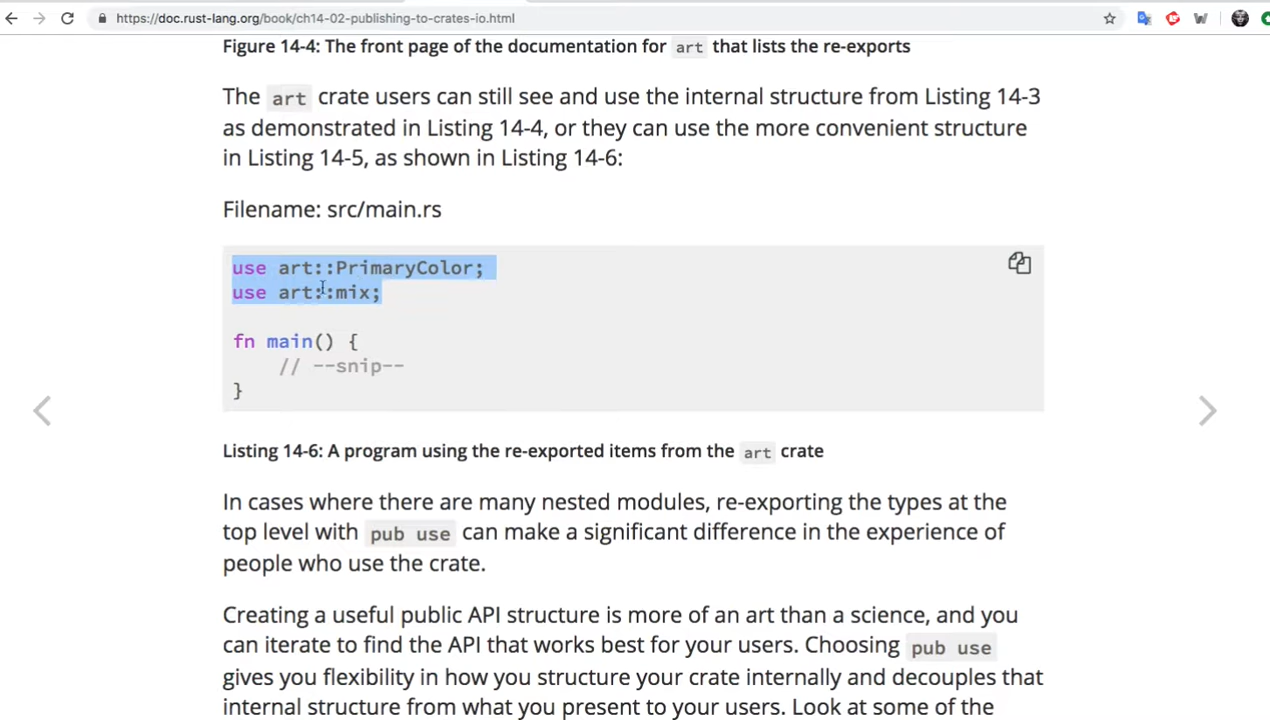 https://doc.rust-lang.org/book/ch14-02-publishing-to-crates-io.html
Figure 14-4: The front page of the documentation for art that lists the re-exports
The art crate users can still see and use the internal structure from Listing 14-3
as demonstrated in Listing 14-4, or they can use the more convenient structure
in Listing 14-5, as shown in Listing 14-6:
Filename: src/main.rs
use art::PrimaryColor;
use art::mix;
fn main() {
// --snip--
}
Listing 14-6: A program using the re-exported items from the art crate
In cases where there are many nested modules, re-exporting the types at the
top level with pub use can make a significant difference in the experience of
people who use the crate.
Creating a useful public API structure is more of an art than a science, and you
can iterate to find the API that works best for your users. Choosing pub use
gives you flexibility in how you structure your crate internally and decouples that
internal structure from what you present to your users. Look at some of the